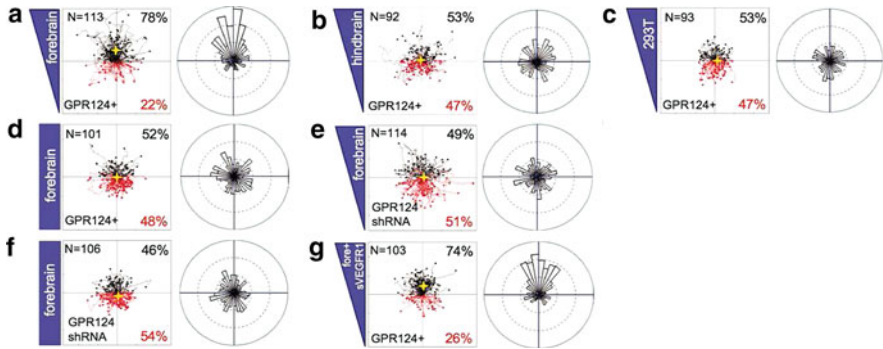 a
forebrain
N=113 78%
GPR124+ 22%
b
hindbrain
N=92 53%
GPR124+ 47%
c
293T
N=93 53%
GPR124+ 47%
d
forebrain
N=101 52%
GPR124+ 48%
e
forebrain
N=114 49%
GPR124
shRNA 51%
f
forebrain
N=106 46%
GPR124
shRNA 54%
g
fore+
sVEGFR1
N=103 74%
GPR124+ 26%